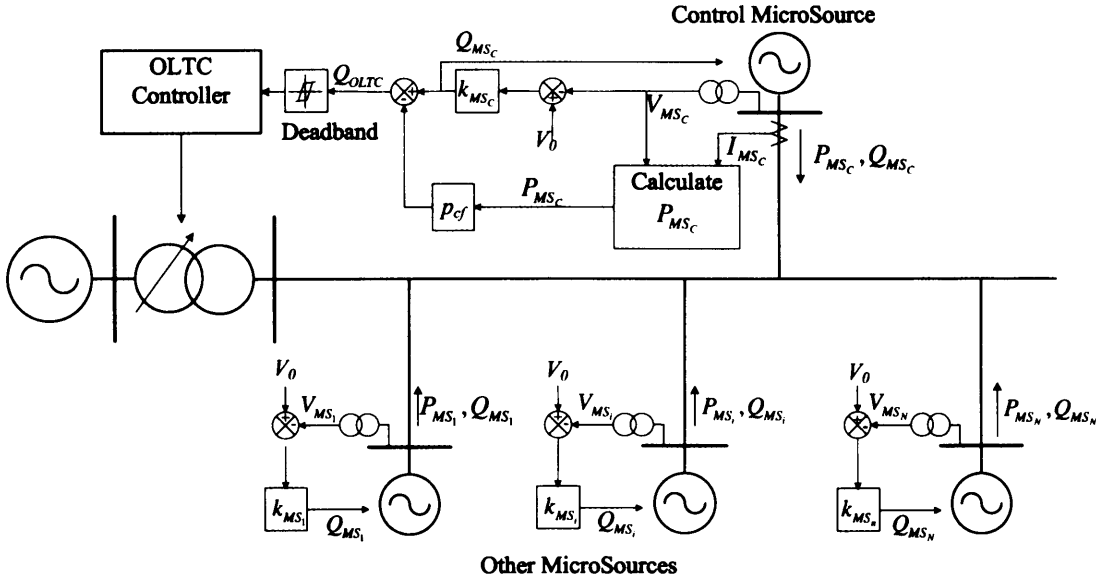 Control MicroSource
OLTC
Controller
Q_OLTC
Deadband
Q_MS_C
k_MS_C
V_0
V_MS_C
I_MS_C
P_MS_C , Q_MS_C
Calculate
P_MS_C
P_MS_C
p_cf
V_0
V_MS_1
P_MS_1 , Q_MS_1
k_MS_1
Q_MS_1
V_0
V_MS_i
P_MS_i , Q_MS_i
k_MS_i
Q_MS_i
V_0
V_MS_N
P_MS_N , Q_MS_N
k_MS_n
Q_MS_N
Other MicroSources